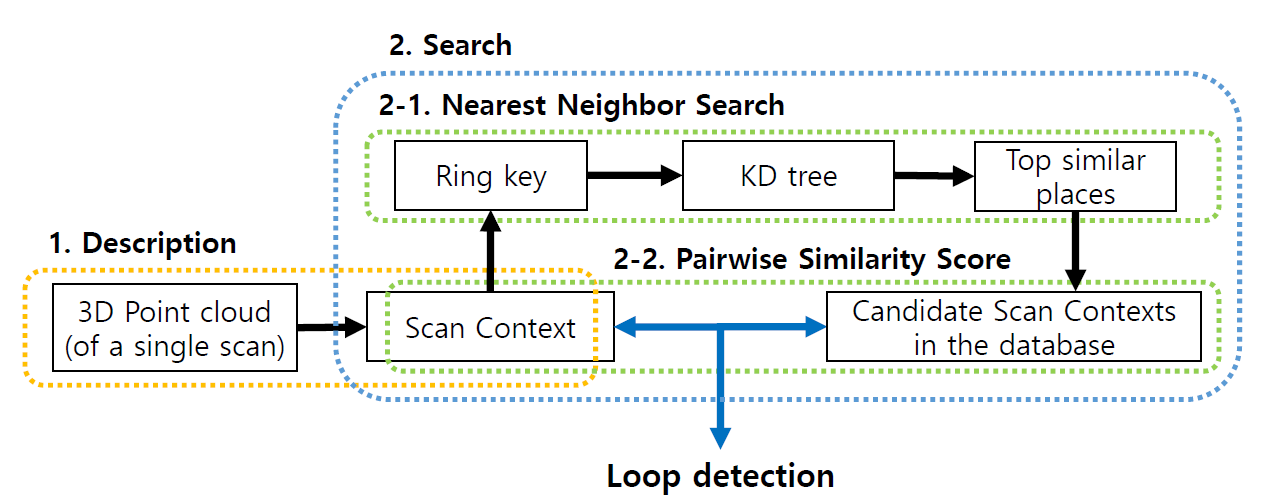 2. Search
2-1. Nearest Neighbor Search
Ring key
KD tree
Top similar
places
1. Description
2-2. Pairwise Similarity Score
3D Point cloud
(of a single scan)
Scan Context
Candidate Scan Contexts
in the database
Loop detection